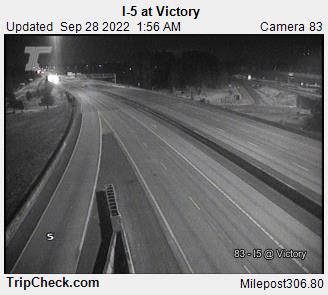 I-5 at Victory
Updated Sep 28 2022 1:56 AM
Camera 83
S
83 - I5 @ Victory
TripCheck.com
Milepost306.80